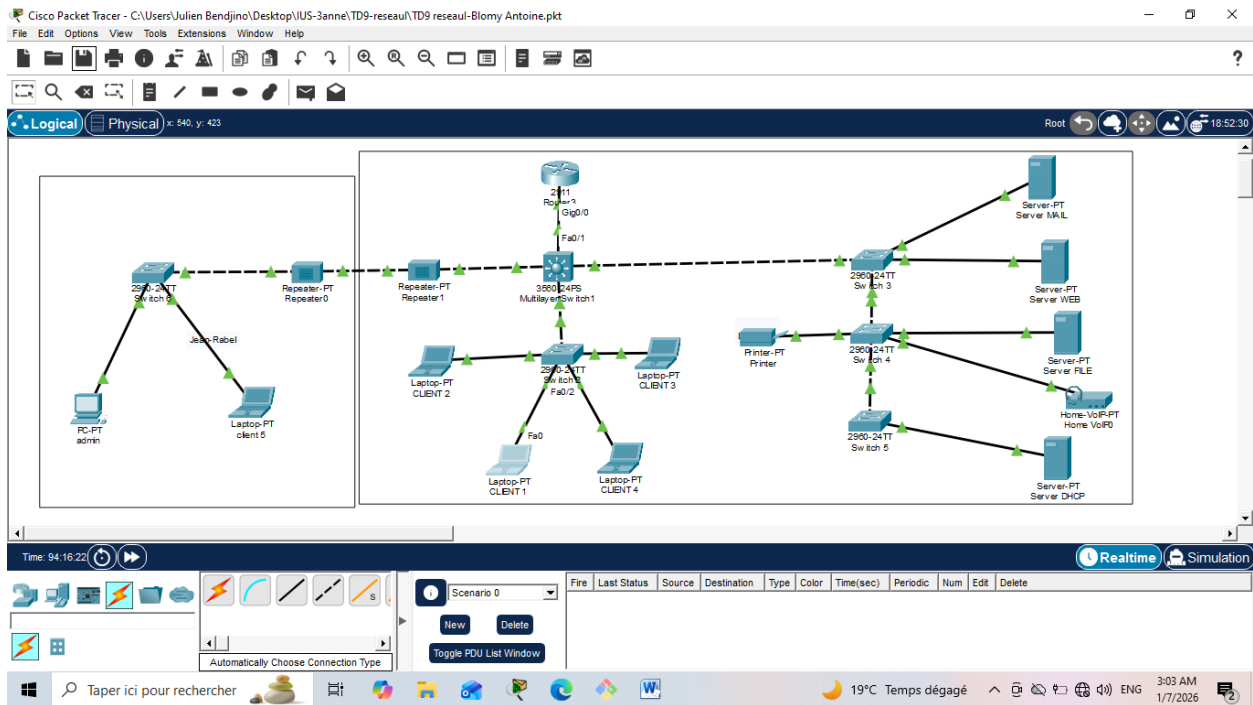 Cisco Packet Tracer - C:\Users\Julien Bendjino\Desktop\IUS-3anne\TD9-reseaul\TD9 reseaul-Blomy Antoine.pkt
File Edit Options View Tools Extensions Window Help
?
Logical Physical x: 540, y: 423
Root 18:52:30
2911
Router3
Gig0/0
Fa0/1
Server-PT
Server MAIL
2960-24TT
Switch 6
Repeater-PT
Repeater0
Repeater-PT
Repeater1
3560-24PS
Multilayer Switch1
2960-24TT
Switch 3
Server-PT
Server WEB
Jean-Rabel
Laptop-PT
CLIENT 2
2960-24TT
Switch 2
Fa0/2
Laptop-PT
CLIENT 3
Printer-PT
Printer
2960-24TT
Switch 4
Server-PT
Server FILE
PC-PT
admin
Laptop-PT
client 5
Fa0
Laptop-PT
CLIENT 1
Laptop-PT
CLIENT 4
2960-24TT
Switch 5
Home-VoIP-PT
Home VoIP0
Server-PT
Server DHCP
Time: 94:16:22
Realtime Simulation
Scenario 0
New Delete
Toggle PDU List Window
Fire Last Status Source Destination Type Color Time(sec) Periodic Num Edit Delete
s
Automatically Choose Connection Type
Taper ici pour rechercher
W
19°C Temps dégagé
ENG
3:03 AM
1/7/2026
2